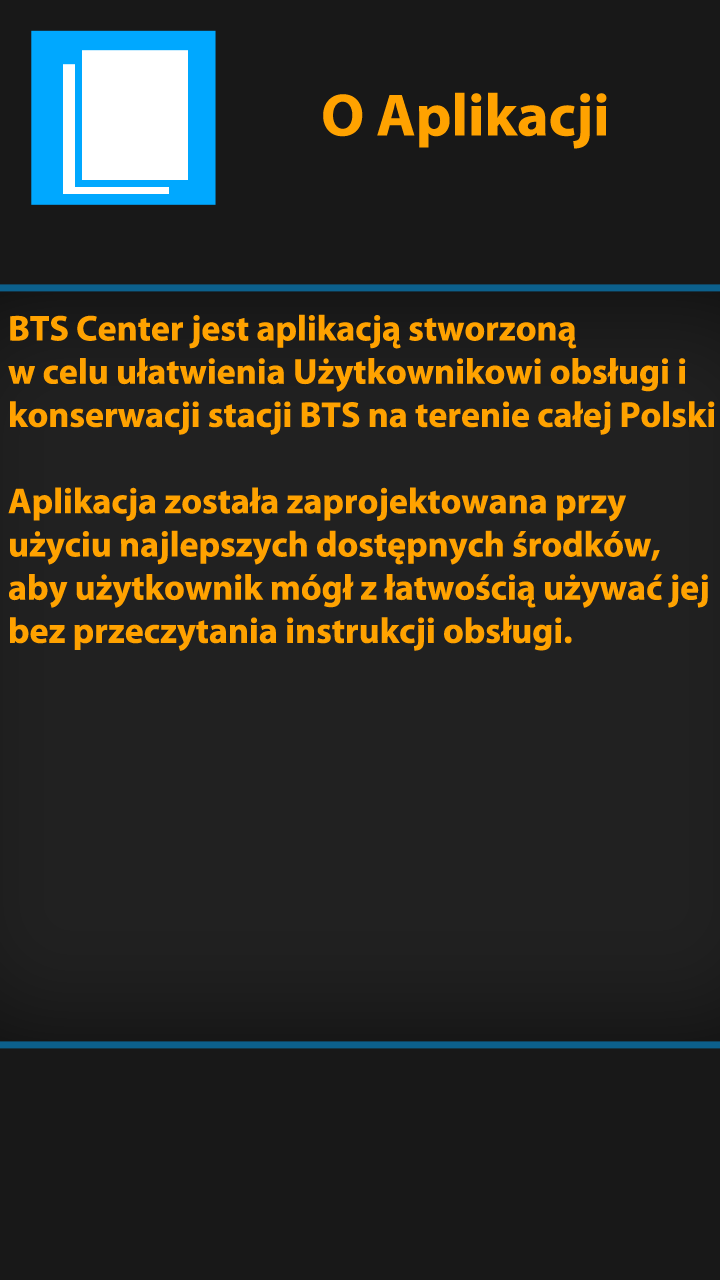 O Aplikacji
BTS Center jest aplikacją stworzoną
w celu ułatwienia Użytkownikowi obsługi i
konserwacji stacji BTS na terenie całej Polski
Aplikacja została zaprojektowana przy
użyciu najlepszych dostępnych środków,
aby użytkownik mógł z łatwością używać jej
bez przeczytania instrukcji obsługi.